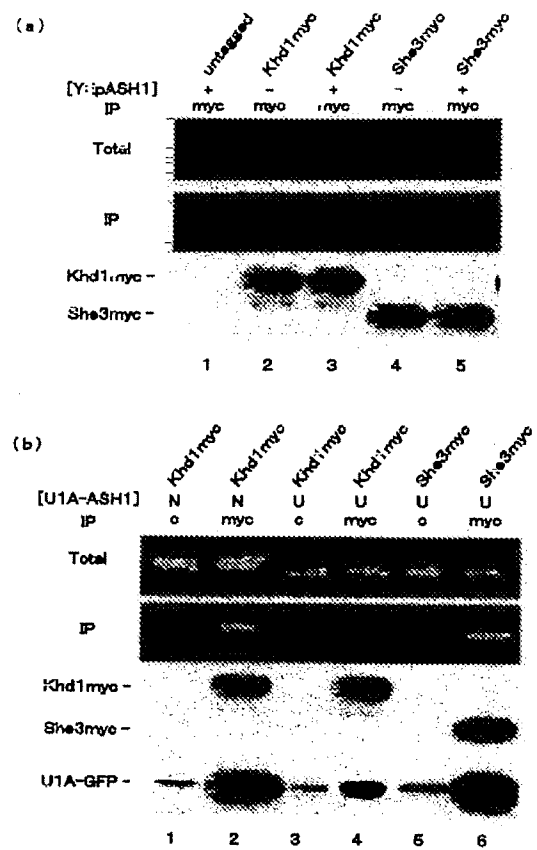 (a)
untagged Khd1myc Khd1myc She3myc She3myc
[YEpASH1] + - + - +
IP myc myc myc myc myc
Total
IP
Khd1myc -
She3myc -
1 2 3 4 5
(b)
Khd1myc Khd1myc Khd1myc Khd1myc She3myc She3myc
[U1A-ASH1] N N U U U U
IP c myc c myc c myc
Total
IP
Khd1myc -
She3myc -
U1A-GFP -
1 2 3 4 5 6